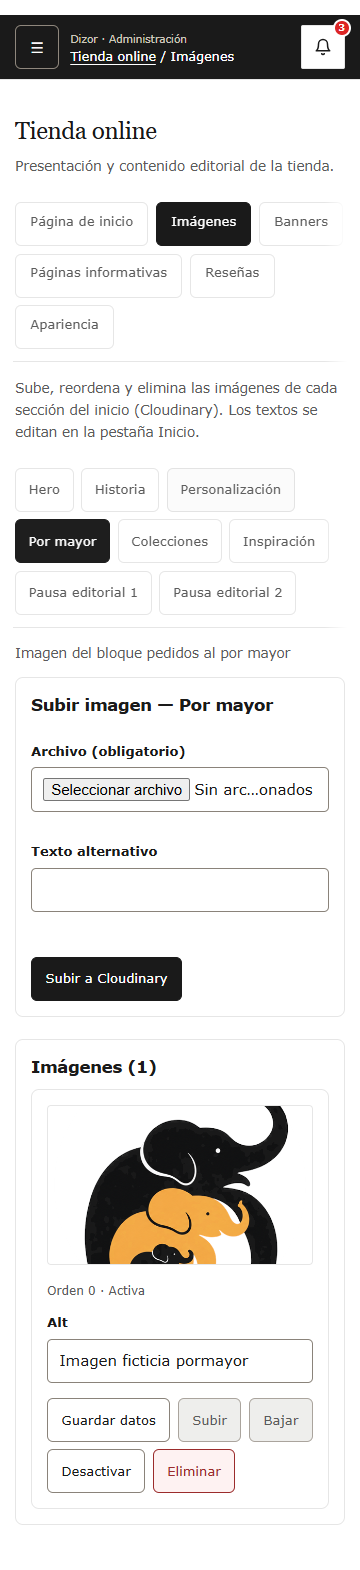 ☰
Dizor · Administración
Tienda online / Imágenes
3
Tienda online
Presentación y contenido editorial de la tienda.
Página de inicio
Imágenes
Banners
Páginas informativas
Reseñas
Apariencia
Sube, reordena y elimina las imágenes de cada
sección del inicio (Cloudinary). Los textos se
editan en la pestaña Inicio.
Hero
Historia
Personalización
Por mayor
Colecciones
Inspiración
Pausa editorial 1
Pausa editorial 2
Imagen del bloque pedidos al por mayor
Subir imagen — Por mayor
Archivo (obligatorio)
Seleccionar archivo Sin arc...onados
Texto alternativo
Subir a Cloudinary
Imágenes (1)
Orden 0 · Activa
Alt
Imagen ficticia pormayor
Guardar datos
Subir
Bajar
Desactivar
Eliminar